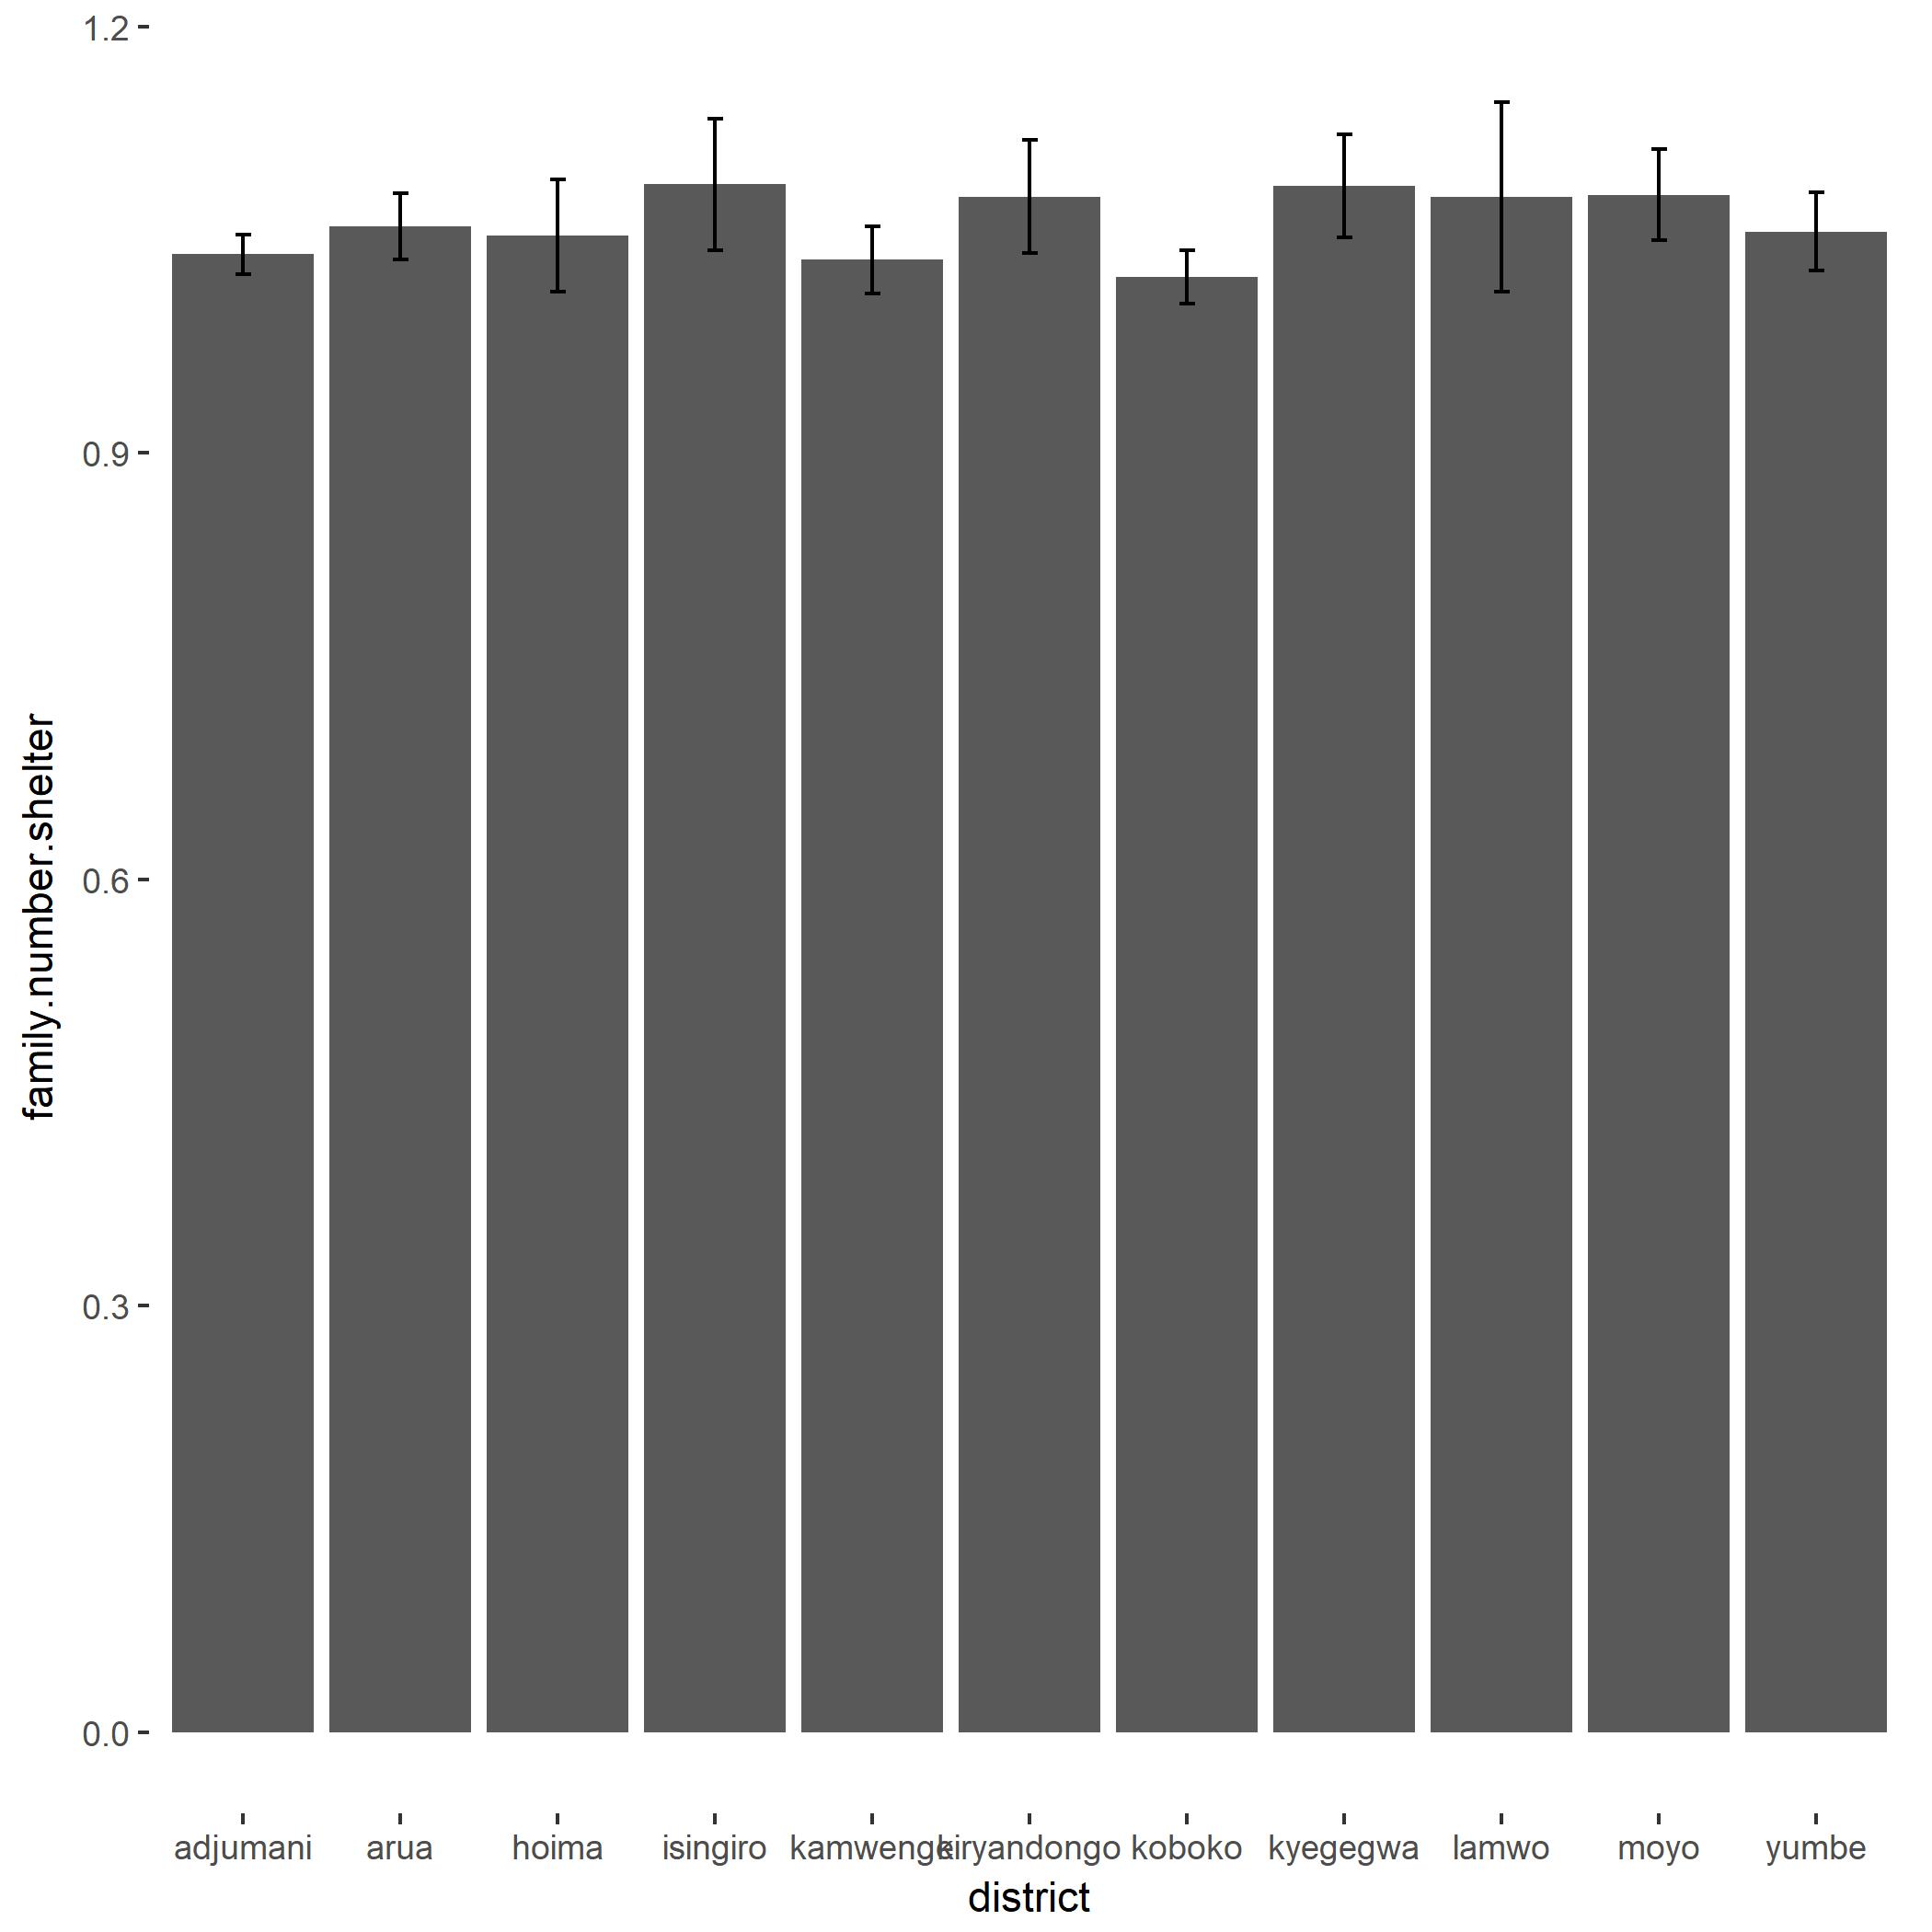 1.2
0.9
0.6
0.3
0.0
family.number.shelter
adjumani arua hoima isingiro kamwenge kiryandongo koboko kyegegwa lamwo moyo yumbe
district